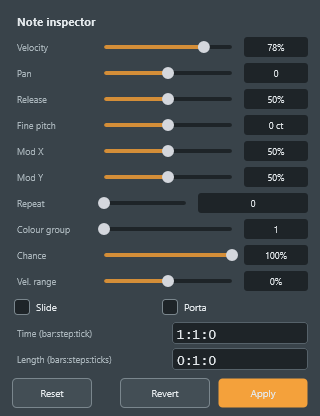 Note inspector
Velocity 78%
Pan 0
Release 50%
Fine pitch 0 ct
Mod X 50%
Mod Y 50%
Repeat 0
Colour group 1
Chance 100%
Vel. range 0%
Slide Porta
Time (bar:step:tick) 1:1:0
Length (bars:steps:ticks) 0:1:0
Reset Revert Apply